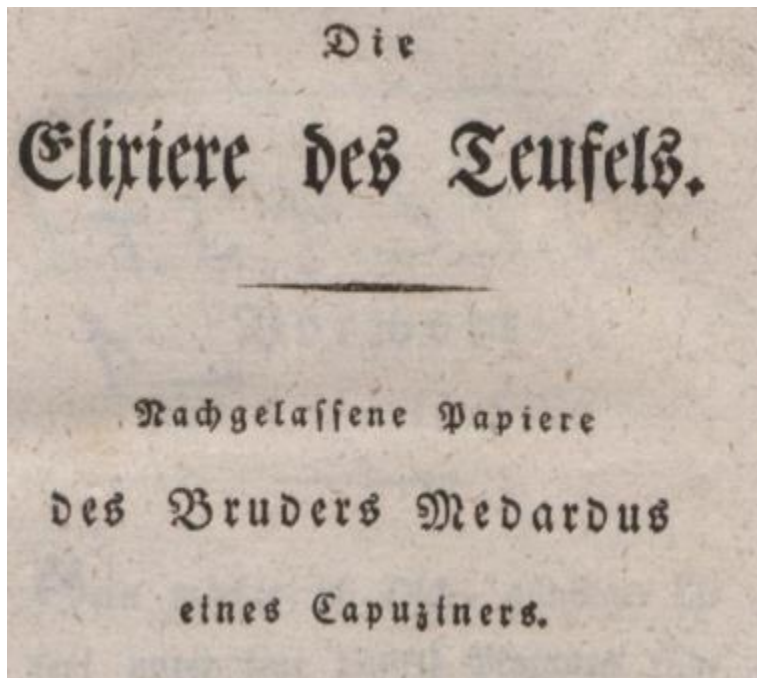 Die
Elixiere des Teufels.
Nachgelassene Papiere
des Bruders Medardus
eines Capuziners.